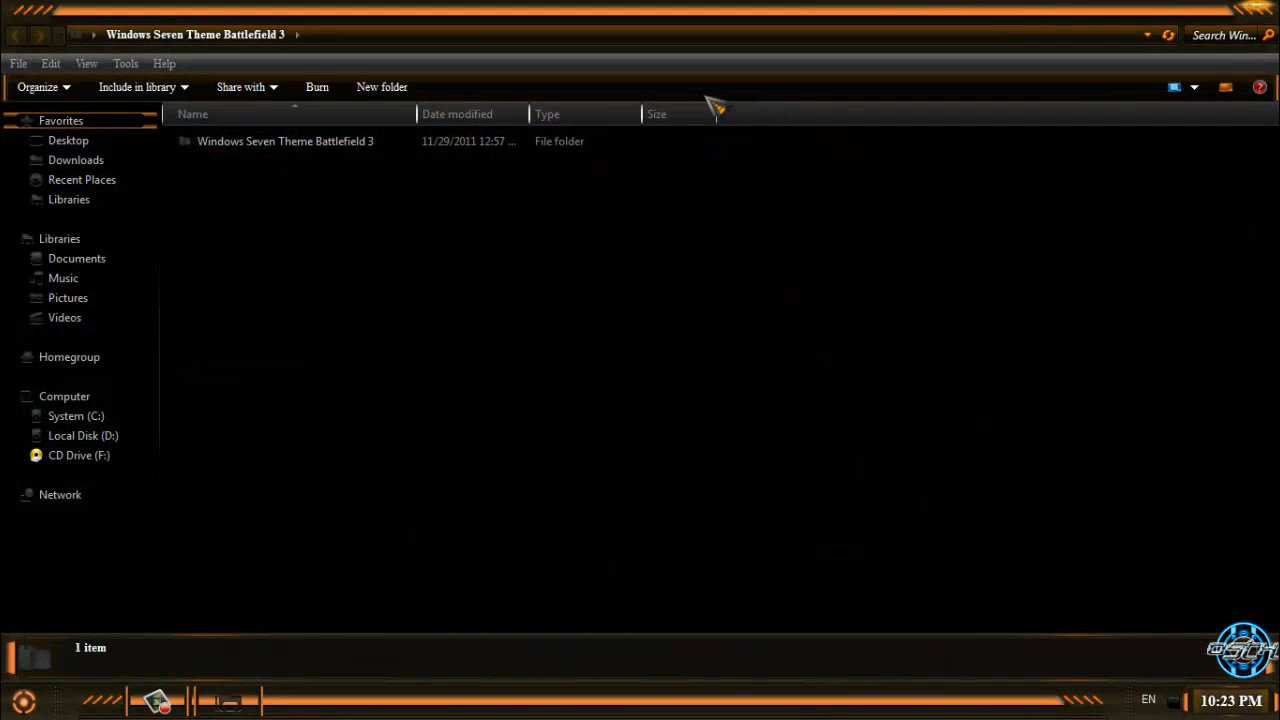 Windows Seven Theme Battlefield 3
Search Win...
File Edit View Tools Help
Organize Include in library Share with Burn New folder
Name Date modified Type Size
Windows Seven Theme Battlefield 3 11/29/2011 12:57 ... File folder
Favorites
Desktop
Downloads
Recent Places
Libraries
Libraries
Documents
Music
Pictures
Videos
Homegroup
Computer
System (C:)
Local Disk (D:)
CD Drive (F:)
Network
1 item
EN
10:23 PM